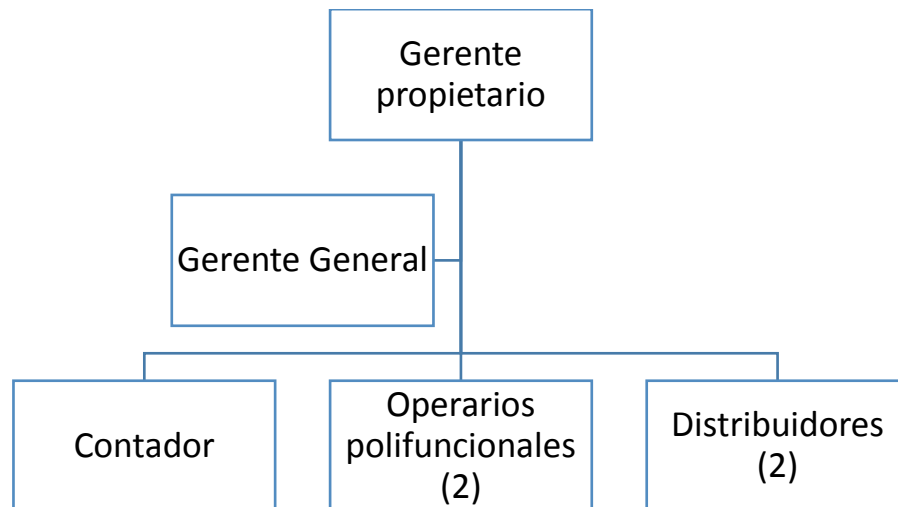 Gerente
propietario
Gerente General
Contador
Operarios
polifuncionales
(2)
Distribuidores
(2)